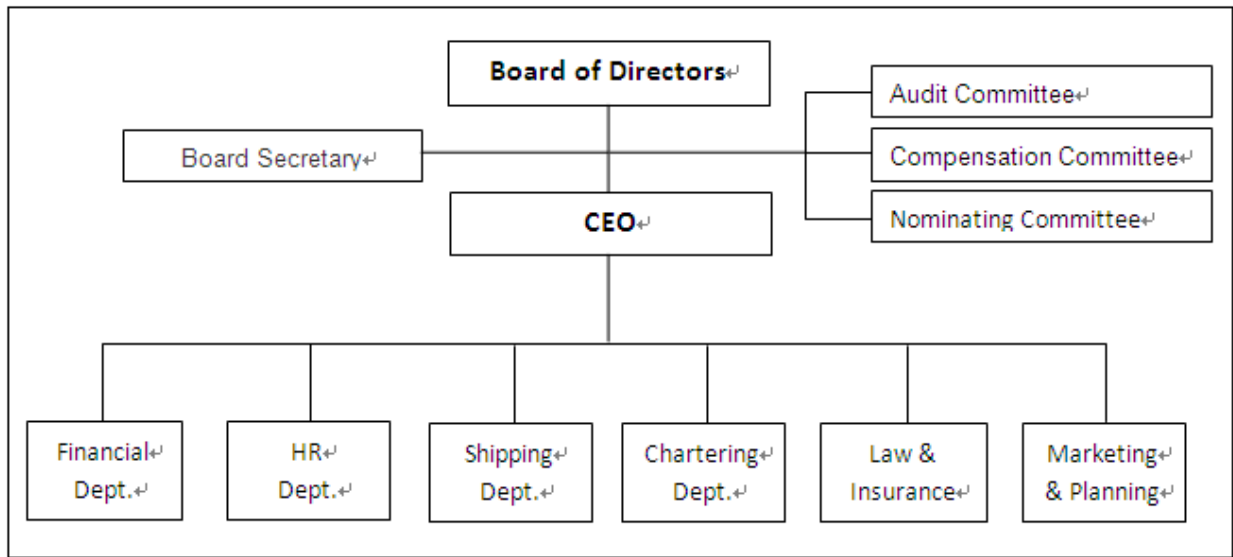 Board of Directors↵
Audit Committee↵
Board Secretary↵
Compensation Committee↵
CEO↵
Nominating Committee↵
Financial↵
Dept.↵
HR↵
Dept.↵
Shipping↵
Dept.↵
Chartering↵
Dept.↵
Law &
Insurance↵
Marketing↵
& Planning↵